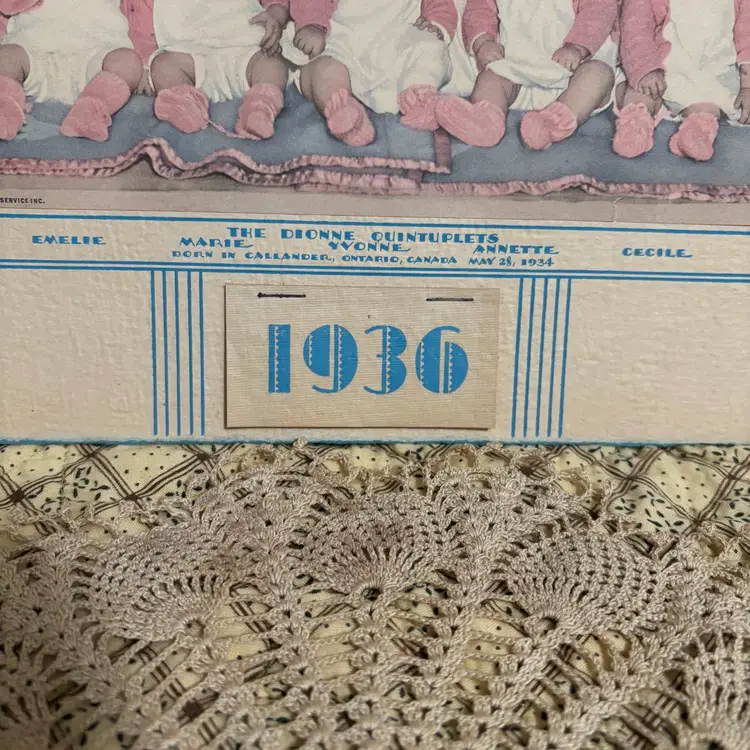 SERVICE INC.
THE DIONNE QUINTUPLETS
EMELIE MARIE YVONNE ANNETTE CECILE
BORN IN CALLANDER, ONTARIO, CANADA MAY 28, 1934
1936